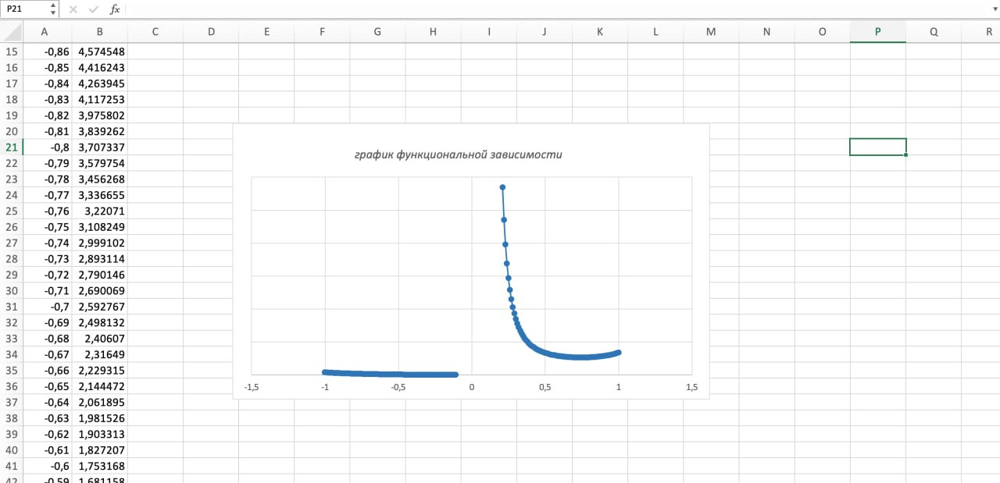 P21
fx
A B C D E F G H I J K L M N O P Q R
15 -0,86 4,574548
16 -0,85 4,416243
17 -0,84 4,263945
18 -0,83 4,117253
19 -0,82 3,975802
20 -0,81 3,839262
21 -0,8 3,707337
22 -0,79 3,579754
23 -0,78 3,456268
24 -0,77 3,336655
25 -0,76 3,22071
26 -0,75 3,108249
27 -0,74 2,999102
28 -0,73 2,893114
29 -0,72 2,790146
30 -0,71 2,690069
31 -0,7 2,592767
32 -0,69 2,498132
33 -0,68 2,40607
34 -0,67 2,31649
35 -0,66 2,229315
36 -0,65 2,144472
37 -0,64 2,061895
38 -0,63 1,981526
39 -0,62 1,903313
40 -0,61 1,827207
41 -0,6 1,753168
42 -0,59 1,681158
график функциональной зависимости
-1,5 -1 -0,5 0 0,5 1 1,5